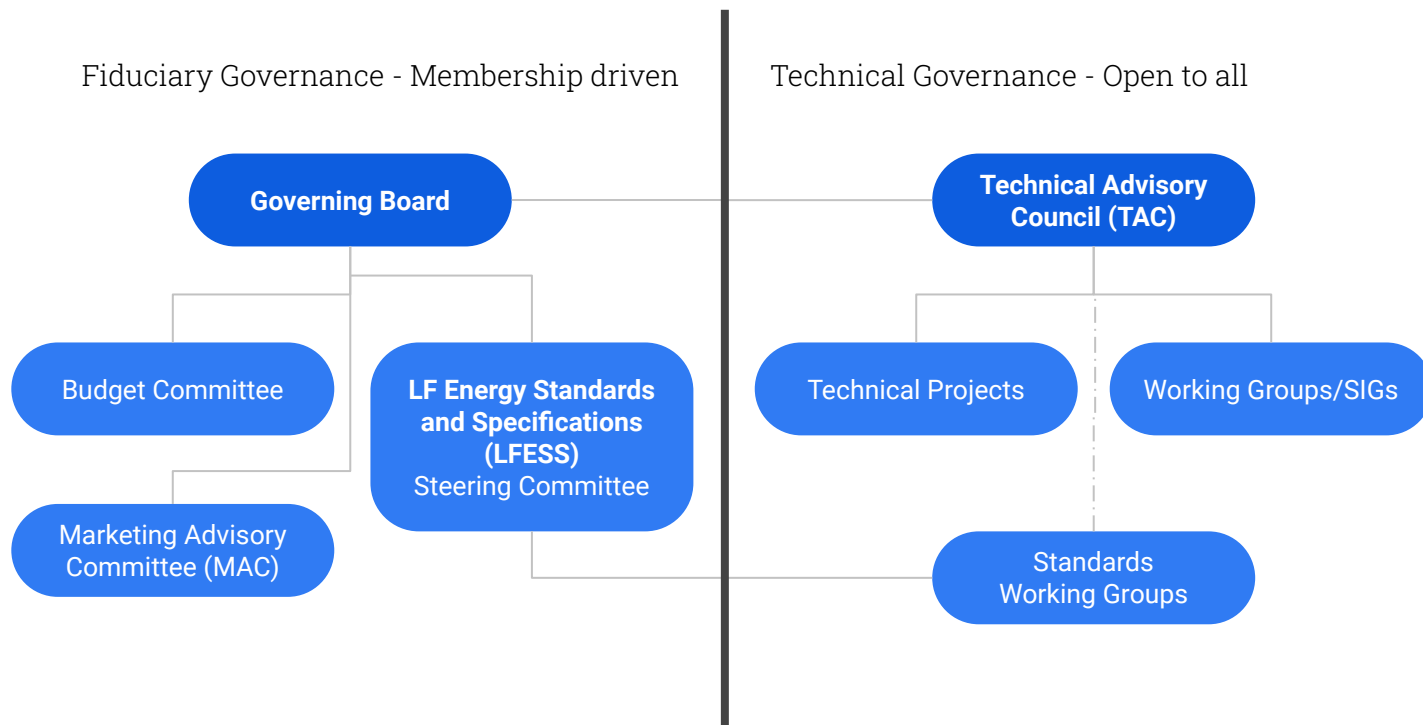 Fiduciary Governance - Membership driven
Technical Governance - Open to all
Governing Board
Technical Advisory
Council (TAC)
Budget Committee
LF Energy Standards
and Specifications
(LFESS)
Steering Committee
Technical Projects
Working Groups/SIGs
Marketing Advisory
Committee (MAC)
Standards
Working Groups